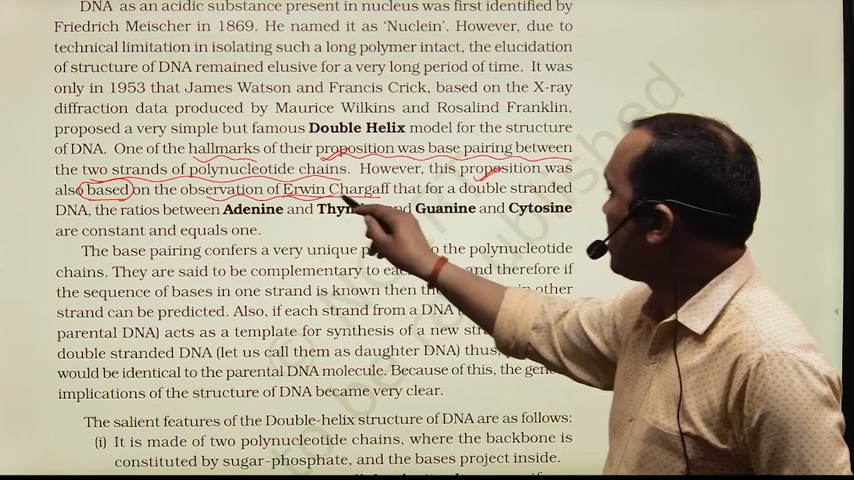 DNA as an acidic substance present in nucleus was first identified by
Friedrich Meischer in 1869. He named it as ‘Nuclein’. However, due to
technical limitation in isolating such a long polymer intact, the elucidation
of structure of DNA remained elusive for a very long period of time. It was
only in 1953 that James Watson and Francis Crick, based on the X-ray
diffraction data produced by Maurice Wilkins and Rosalind Franklin,
proposed a very simple but famous Double Helix model for the structure
of DNA. One of the hallmarks of their proposition was base pairing between
the two strands of polynucleotide chains. However, this proposition was
also based on the observation of Erwin Chargaff that for a double stranded
DNA, the ratios between Adenine and Guanine and Cytosine
are constant and equals one.
The base pairing confers a very unique to the polynucleotide
chains. They are said to be complementary to and therefore if
the sequence of bases in one strand is known then in other
strand can be predicted. Also, if each strand from a DNA
parental DNA) acts as a template for synthesis of a new
double stranded DNA (let us call them as daughter DNA) thus,
would be identical to the parental DNA molecule. Because of this, the
implications of the structure of DNA became very clear.
The salient features of the Double-helix structure of DNA are as follows:
(i) It is made of two polynucleotide chains, where the backbone is
constituted by sugar-phosphate, and the bases project inside.
to be published